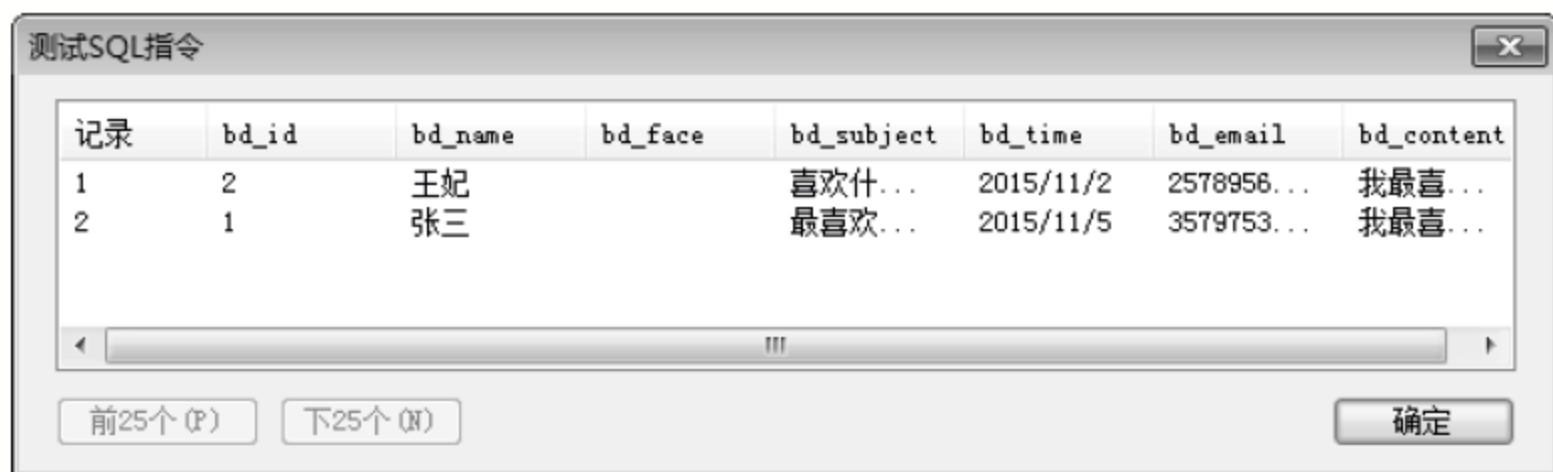 测试SQL指令
记录 bd_id bd_name bd_face bd_subject bd_time bd_email bd_content
1 2 王妃 喜欢什... 2015/11/2 2578956... 我最喜...
2 1 张三 最喜欢... 2015/11/5 3579753... 我最喜...
前25个(P) 下25个(N) 确定